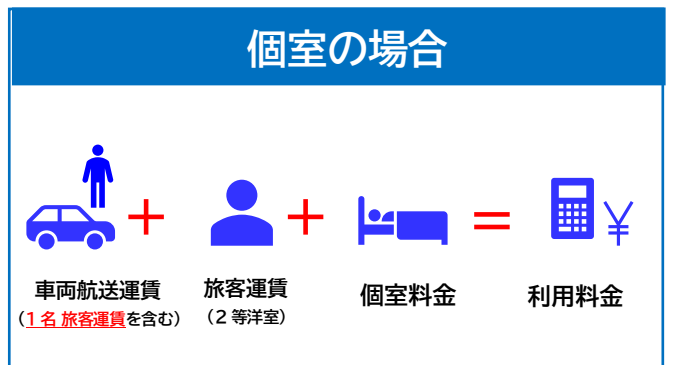 個室の場合
車両航送運賃
(1名 旅客運賃を含む)
旅客運賃
(2等洋室)
個室料金
利用料金